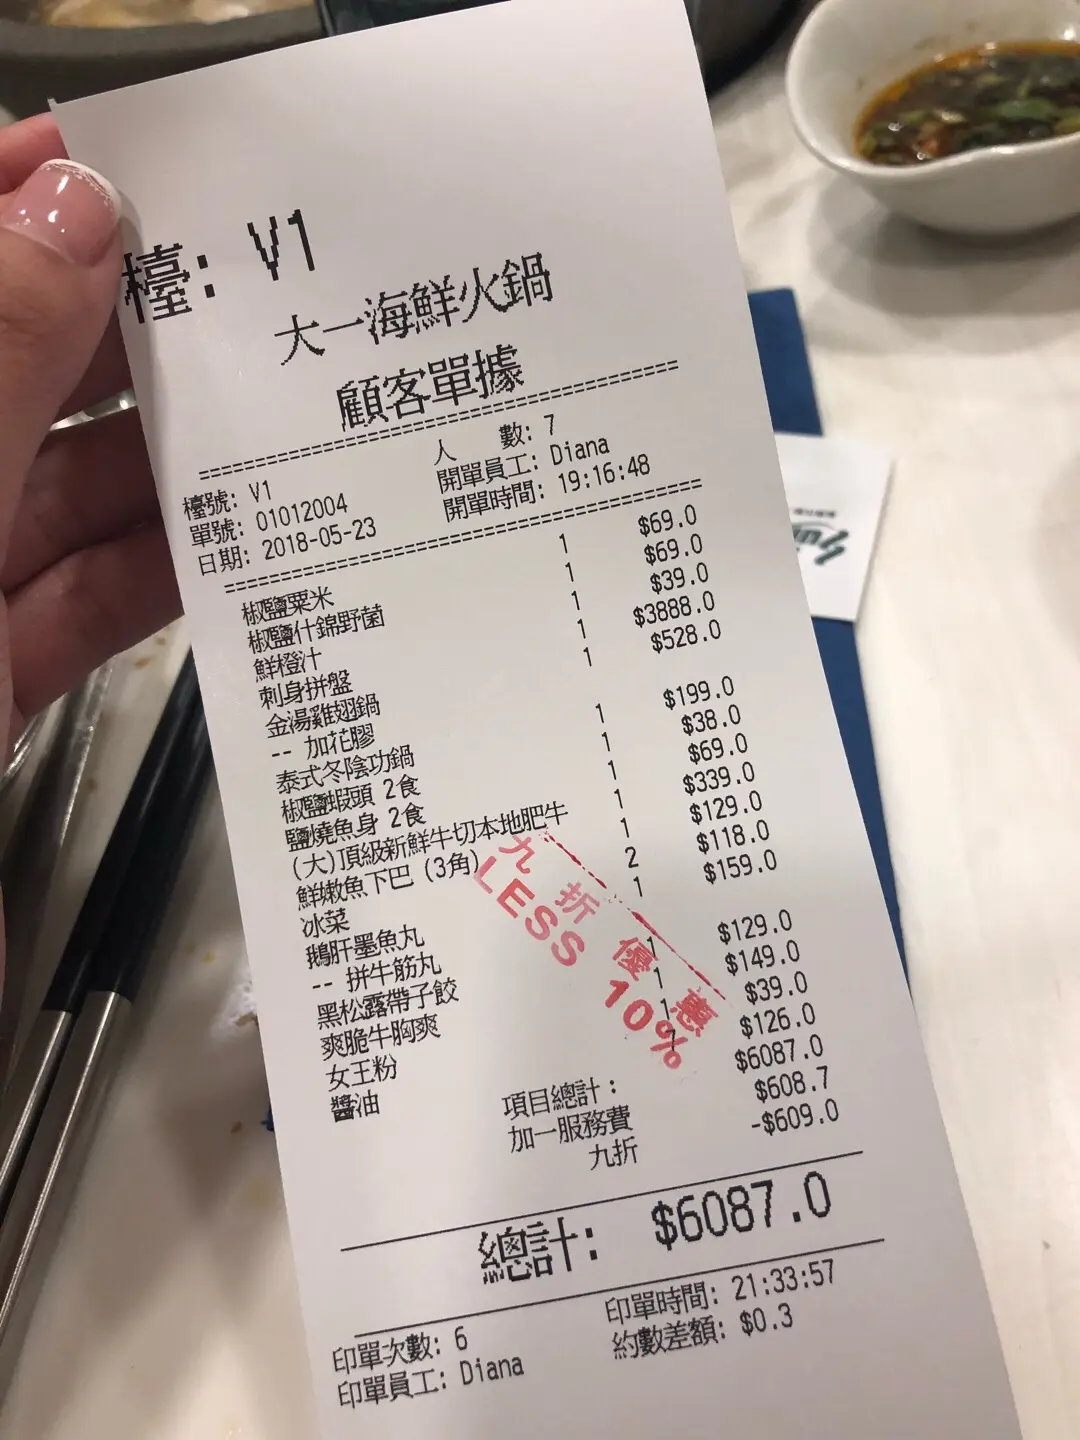 檯: V1
大一海鮮火鍋
顧客單據
檯號: V1 人 數: 7
單號: 01012004 開單員工: Diana
日期: 2018-05-23 開單時間: 19:16:48
椒鹽粟米 1 $69.0
椒鹽什錦野菌 1 $69.0
鮮橙汁 1 $39.0
刺身拼盤 1 $3888.0
金湯雞翅鍋 1 $528.0
-- 加花膠
泰式冬陰功鍋 1 $199.0
椒鹽蝦頭 2食 1 $38.0
鹽燒魚身 2食 1 $69.0
(大)頂級新鮮牛切本地肥牛 1 $339.0
鮮嫩魚下巴 (3角) 1 $129.0
冰菜 2 $118.0
鵝肝墨魚丸 1 $159.0
-- 拼牛筋丸
黑松露帶子餃 1 $129.0
爽脆牛胸爽 1 $149.0
女王粉 1 $39.0
醬油 7 $126.0
九折優惠
LESS 10%
項目總計: $6087.0
加一服務費 $608.7
九折 -$609.0
總計: $6087.0
印單次數: 6 印單時間: 21:33:57
印單員工: Diana 約數差額: $0.3